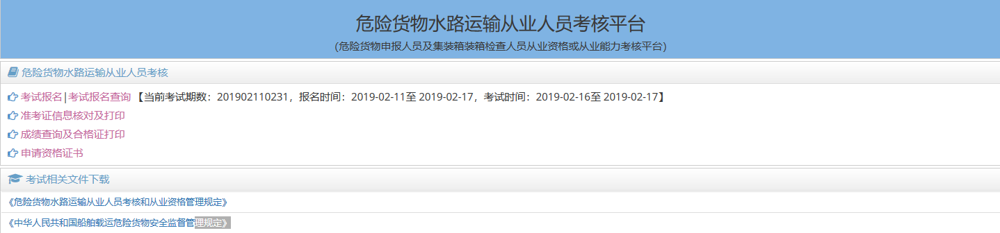 危险货物水路运输从业人员考核平台
(危险货物申报人员及集装箱装箱检查人员从业资格或从业能力考核平台)
危险货物水路运输从业人员考核
考试报名|考试报名查询 【当前考试期数：201902110231，报名时间：2019-02-11至 2019-02-17，考试时间：2019-02-16至 2019-02-17】
准考证信息核对及打印
成绩查询及合格证打印
申请资格证书
考试相关文件下载
《危险货物水路运输从业人员考核和从业资格管理规定》
《中华人民共和国船舶载运危险货物安全监督管理规定》